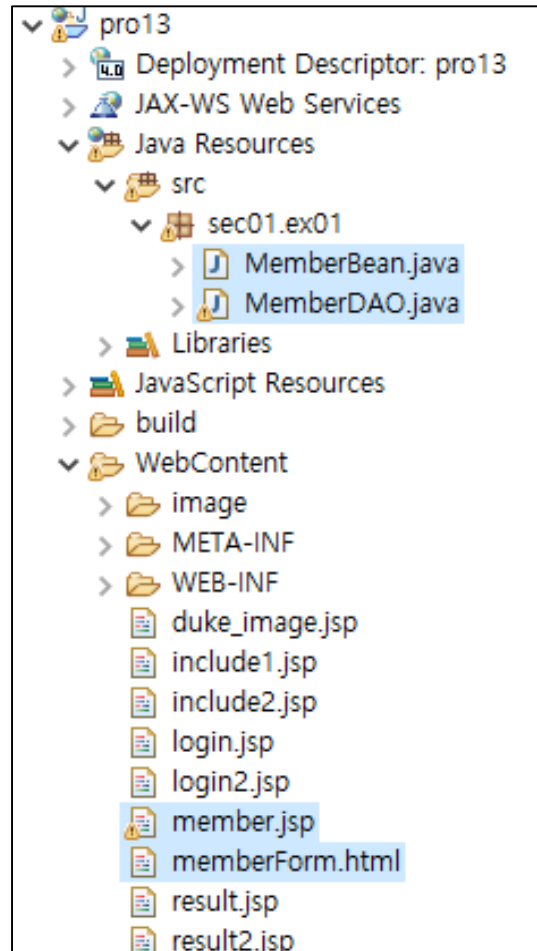 pro13
4.0 Deployment Descriptor: pro13
JAX-WS Web Services
Java Resources
src
sec01.ex01
J MemberBean.java
J MemberDAO.java
Libraries
JavaScript Resources
build
WebContent
image
META-INF
WEB-INF
duke_image.jsp
include1.jsp
include2.jsp
login.jsp
login2.jsp
member.jsp
memberForm.html
result.jsp
result2.jsp